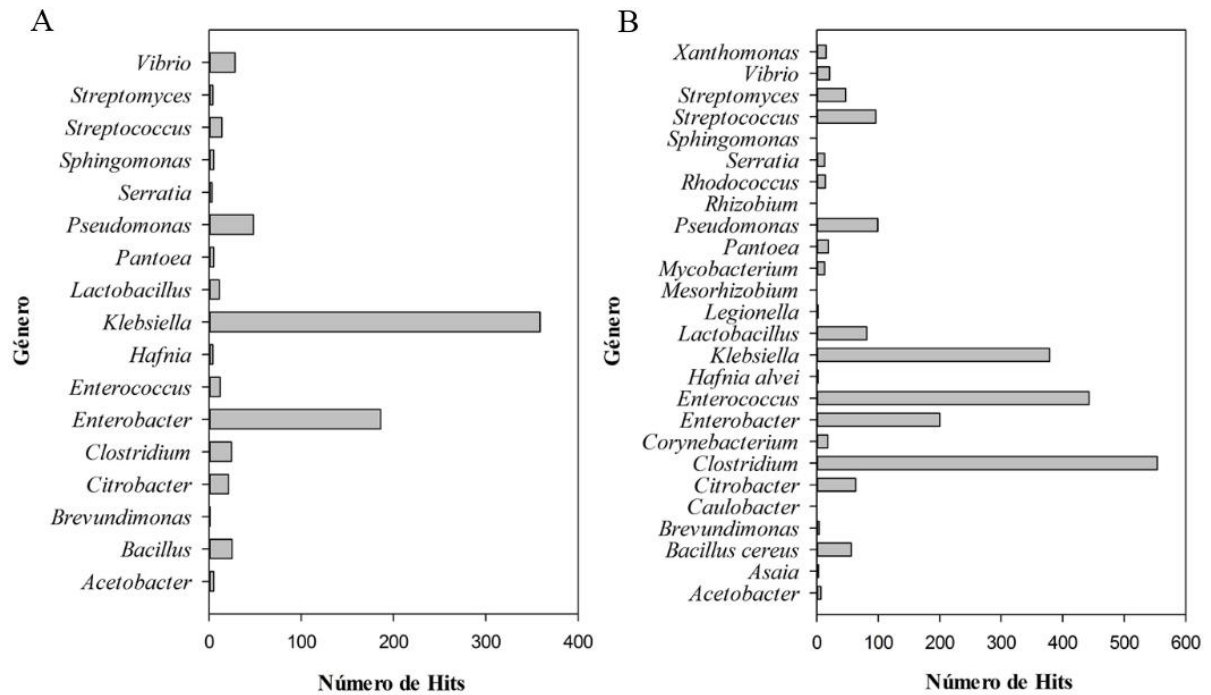 A
Género
Vibrio
Streptomyces
Streptococcus
Sphingomonas
Serratia
Pseudomonas
Pantoea
Lactobacillus
Klebsiella
Hafnia
Enterococcus
Enterobacter
Clostridium
Citrobacter
Brevundimonas
Bacillus
Acetobacter
0 100 200 300 400
Número de Hits
B
Género
Xanthomonas
Vibrio
Streptomyces
Streptococcus
Sphingomonas
Serratia
Rhodococcus
Rhizobium
Pseudomonas
Pantoea
Mycobacterium
Mesorhizobium
Legionella
Lactobacillus
Klebsiella
Hafnia alvei
Enterococcus
Enterobacter
Corynebacterium
Clostridium
Citrobacter
Caulobacter
Brevundimonas
Bacillus cereus
Asaia
Acetobacter
0 100 200 300 400 500 600
Número de Hits